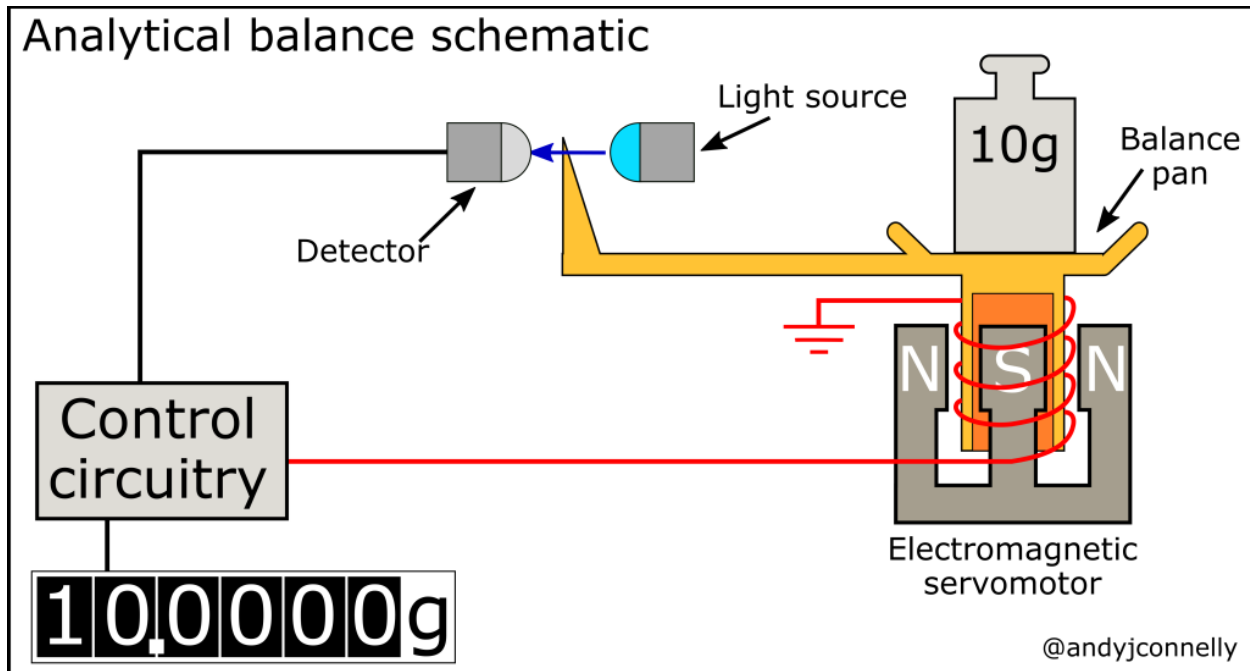 Analytical balance schematic
Light source
10g
Balance
pan
Detector
N S N
Control
circuitry
Electromagnetic
servomotor
10.0000g
@andyjconnelly